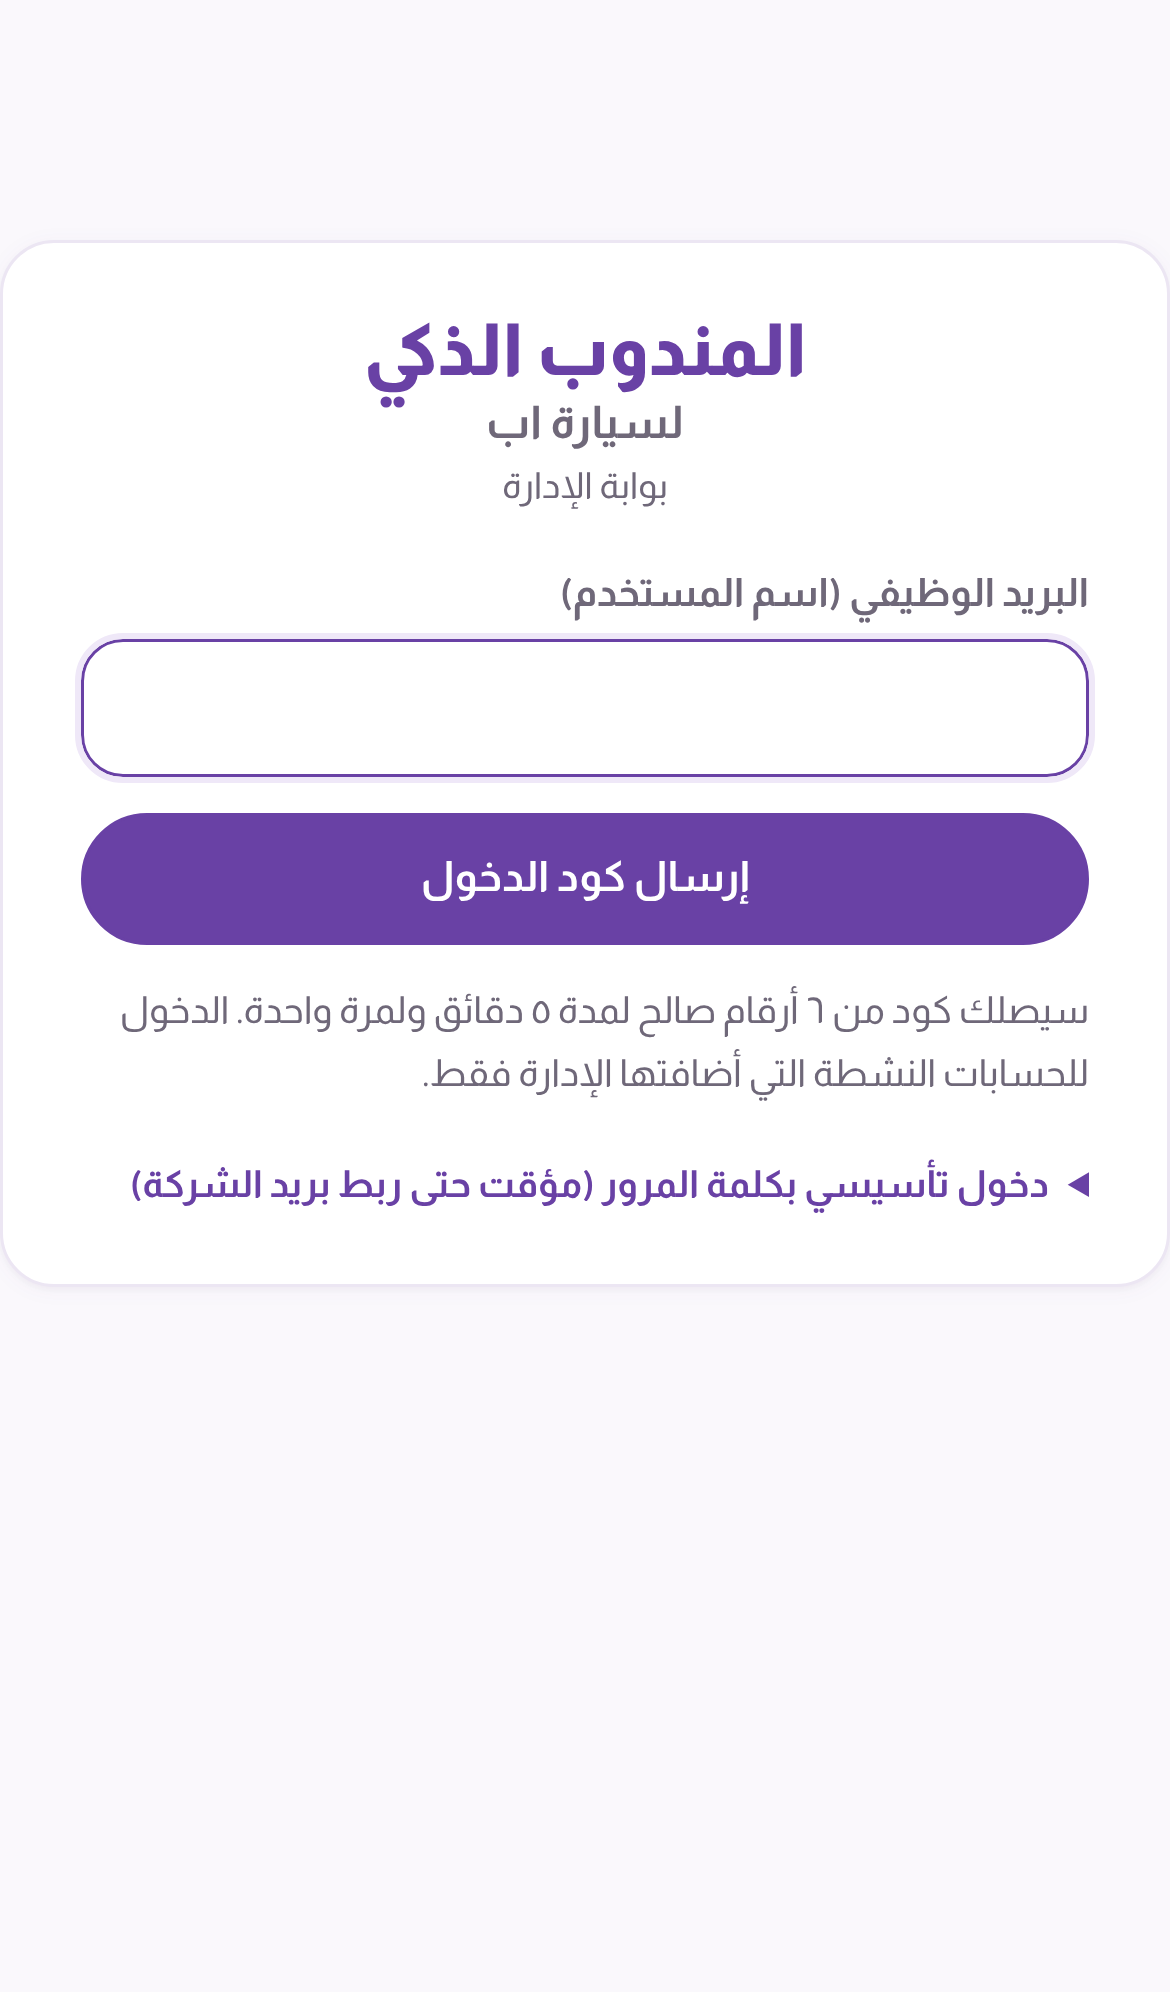 المندوب الذكي
لسيارة اب
بوابة الإدارة
البريد الوظيفي (اسم المستخدم)
إرسال كود الدخول
سيصلك كود من ٦ أرقام صالح لمدة ٥ دقائق ولمرة واحدة. الدخول
للحسابات النشطة التي أضافتها الإدارة فقط.
◀ دخول تأسيسي بكلمة المرور (مؤقت حتى ربط بريد الشركة)